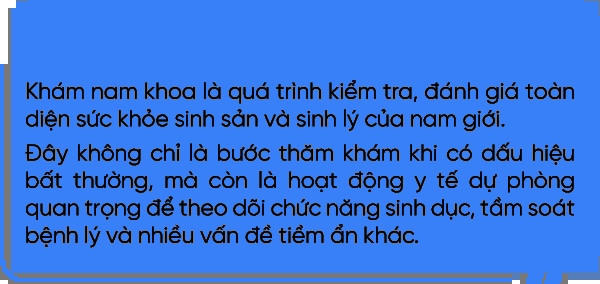 Khám nam khoa là quá trình kiểm tra, đánh giá toàn
diện sức khỏe sinh sản và sinh lý của nam giới.
Đây không chỉ là bước thăm khám khi có dấu hiệu
bất thường, mà còn là hoạt động y tế dự phòng
quan trọng để theo dõi chức năng sinh dục, tầm soát
bệnh lý và nhiều vấn đề tiềm ẩn khác.